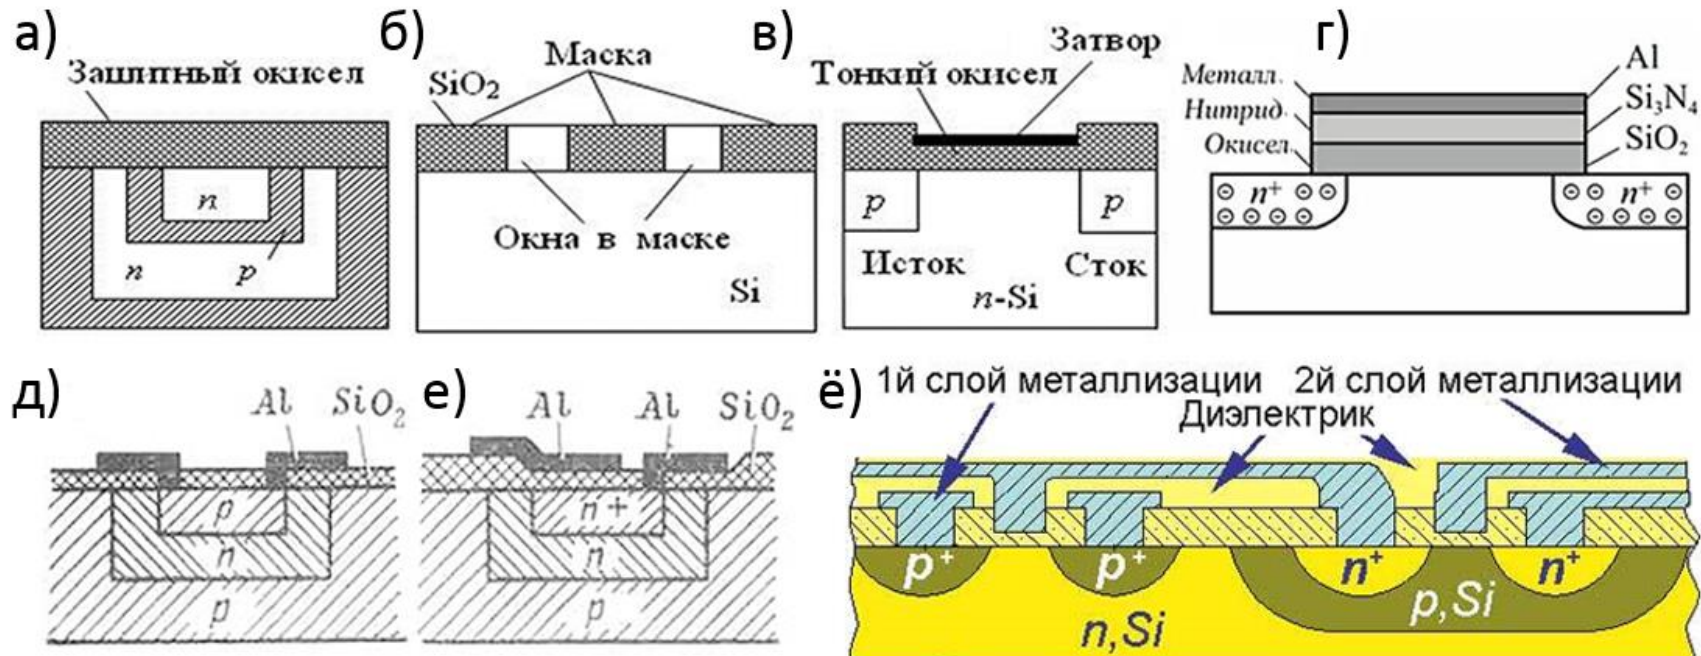 а)
Защитный окисел
n
n
p
б)
Маска
SiO2
Окна в маске
Si
в)
Затвор
Тонкий окисел
p
p
Исток
Сток
n-Si
г)
Металл
Нитрид
Окисел
Al
Si3N4
SiO2
n+
n+
д)
Al
SiO2
p
n
p
е)
Al
Al
SiO2
n+
n
p
ё)
1й слой металлизации
2й слой металлизации
Диэлектрик
p+
p+
n+
n+
p,Si
n,Si